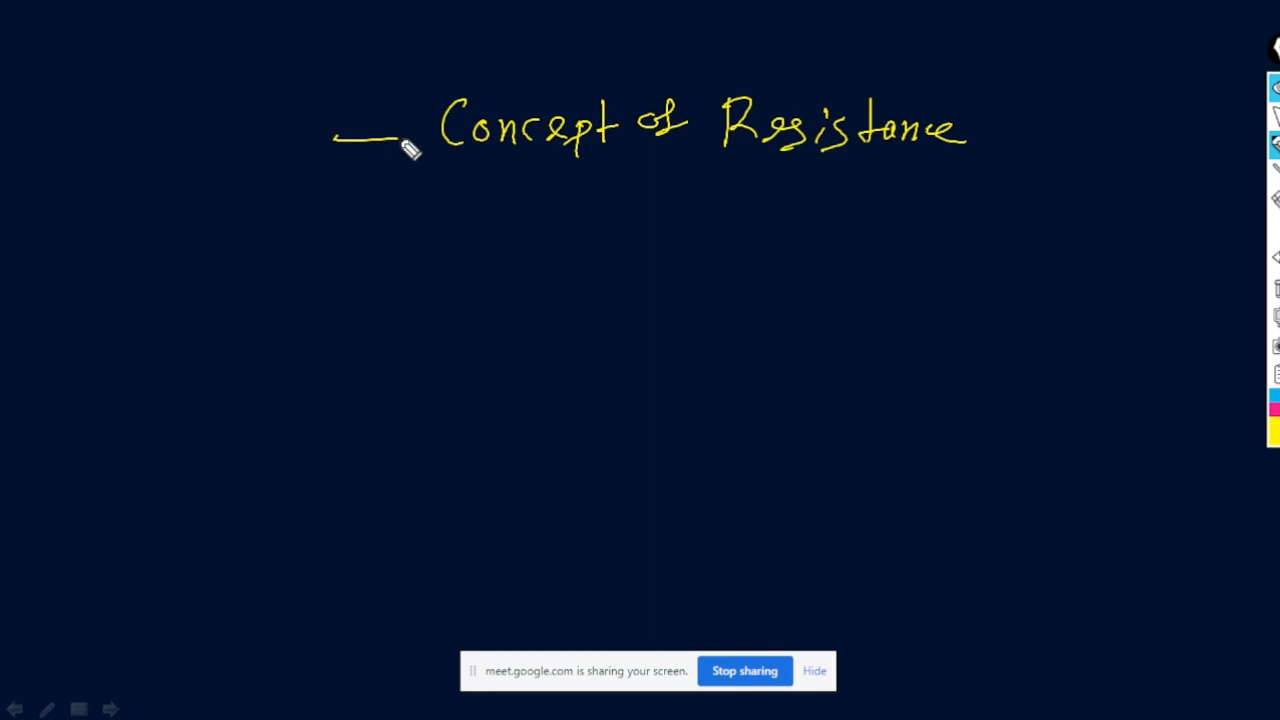 — Concept of Resistance
meet.google.com is sharing your screen. Stop sharing Hide